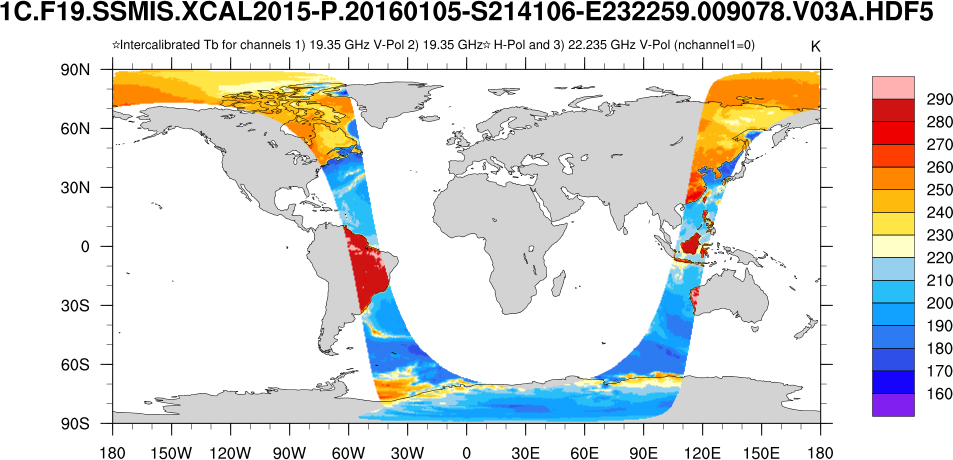 1C.F19.SSMIS.XCAL2015-P.20160105-S214106-E232259.009078.V03A.HDF5
☆Intercalibrated Tb for channels 1) 19.35 GHz V-Pol 2) 19.35 GHz☆ H-Pol and 3) 22.235 GHz V-Pol (nchannel1=0)
K
90N
60N
30N
0
30S
60S
90S
180 150W 120W 90W 60W 30W 0 30E 60E 90E 120E 150E 180
290
280
270
260
250
240
230
220
210
200
190
180
170
160